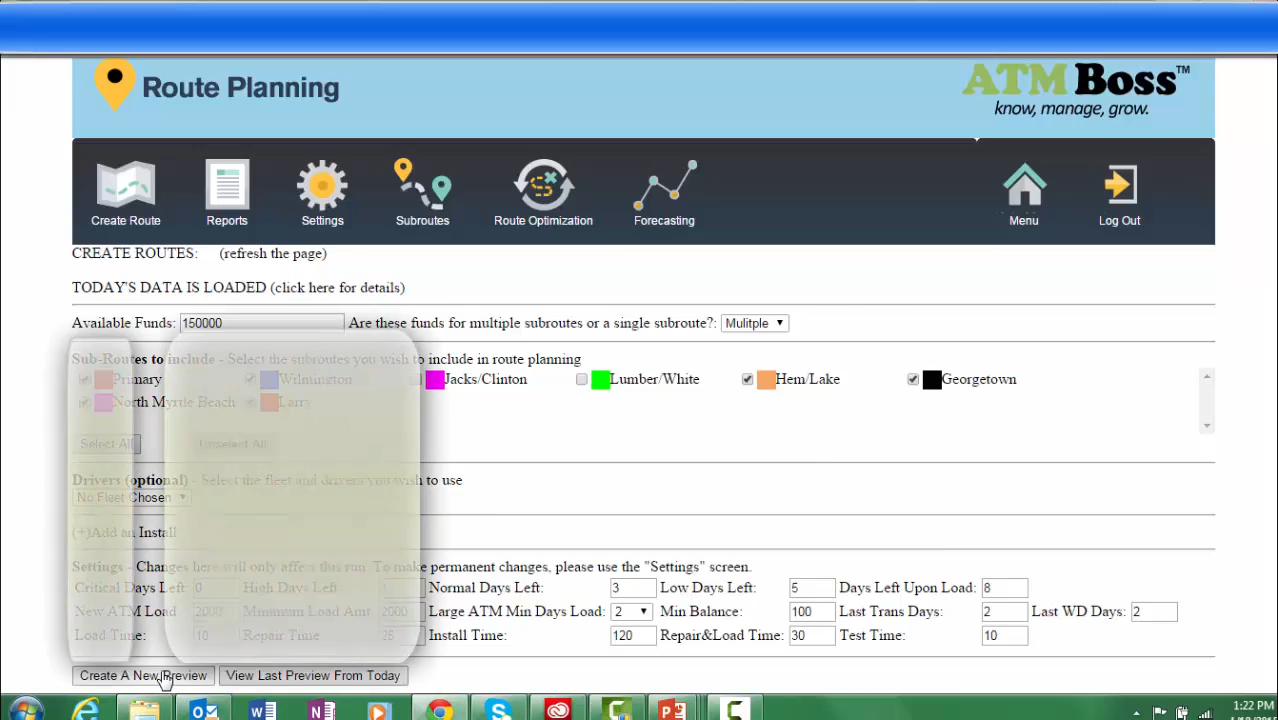 Route Planning
ATM Boss™
know, manage, grow.
Create Route
Reports
Settings
Subroutes
Route Optimization
Forecasting
Menu
Log Out
CREATE ROUTES: (refresh the page)
TODAY'S DATA IS LOADED (click here for details)
Available Funds: 150000 Are these funds for multiple subroutes or a single subroute?: Mulitple
Sub-Routes to include - Select the subroutes you wish to include in route planning
Primary Wilmington Jacks/Clinton Lumber/White Hem/Lake Georgetown
North Myrtle Beach Larry
Select All Unselect All
Drivers (optional) - Select the fleet and drivers you wish to use
No Fleet Chosen
(+)Add an Install
Settings - Changes here will only affect this run. To make permanent changes, please use the "Settings" screen.
Critical Days Left: 0 High Days Left: 1 Normal Days Left: 3 Low Days Left: 5 Days Left Upon Load: 8
New ATM Load 2000 Minimum Load Amt 2000 Large ATM Min Days Load: 2 Min Balance: 100 Last Trans Days: 2 Last WD Days: 2
Load Time: 10 Repair Time 25 Install Time: 120 Repair&Load Time: 30 Test Time: 10
Create A New Preview View Last Preview From Today
1:22 PM